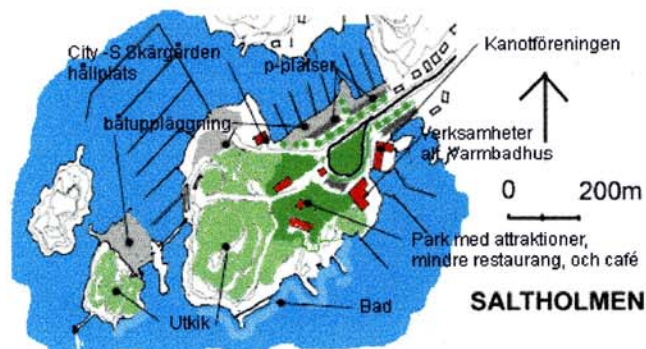 City -S Skärgården
hållplats
p-platser
Kanotföreningen
båtuppläggning
Verksamheter
alt. Varmbadhus
0 200m
Park med attraktioner,
mindre restaurang, och café
SALTHOLMEN
Bad
Utkik